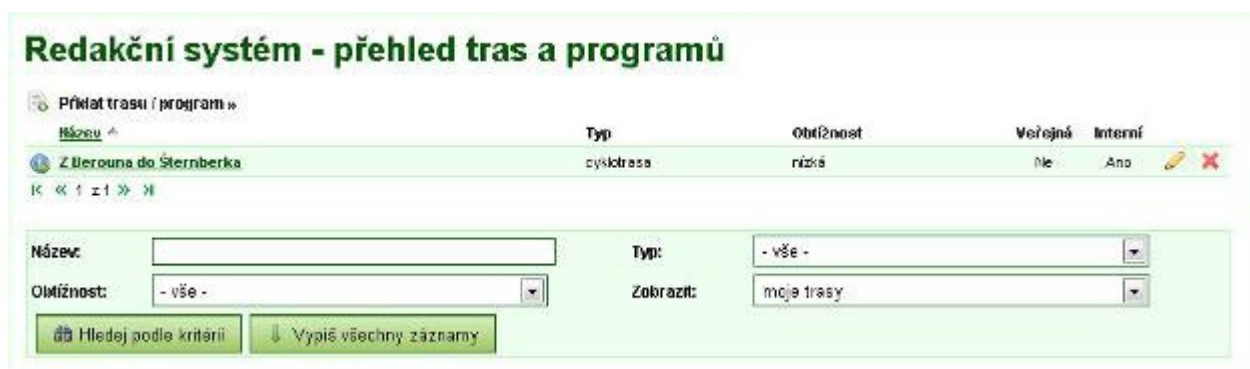 Redakční systém - přehled tras a programů
Přidat trasu / program »
Název Typ Obtížnost Veřejná Interní
Z Berouna do Šternberka cyklotrasa nízká Ne Ano
« 1 z 1 »
Název: Typ: - vše -
Obtížnost: - vše - Zobrazit: moje trasy
Hledej podle kritérií Vypiš všechny záznamy